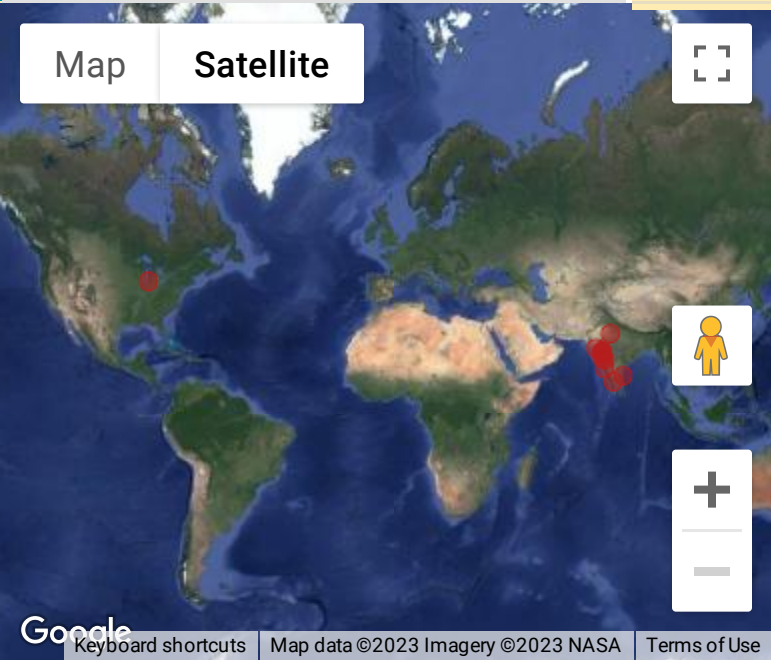 Map
Satellite
Google
Keyboard shortcuts
Map data ©2023 Imagery ©2023 NASA
Terms of Use